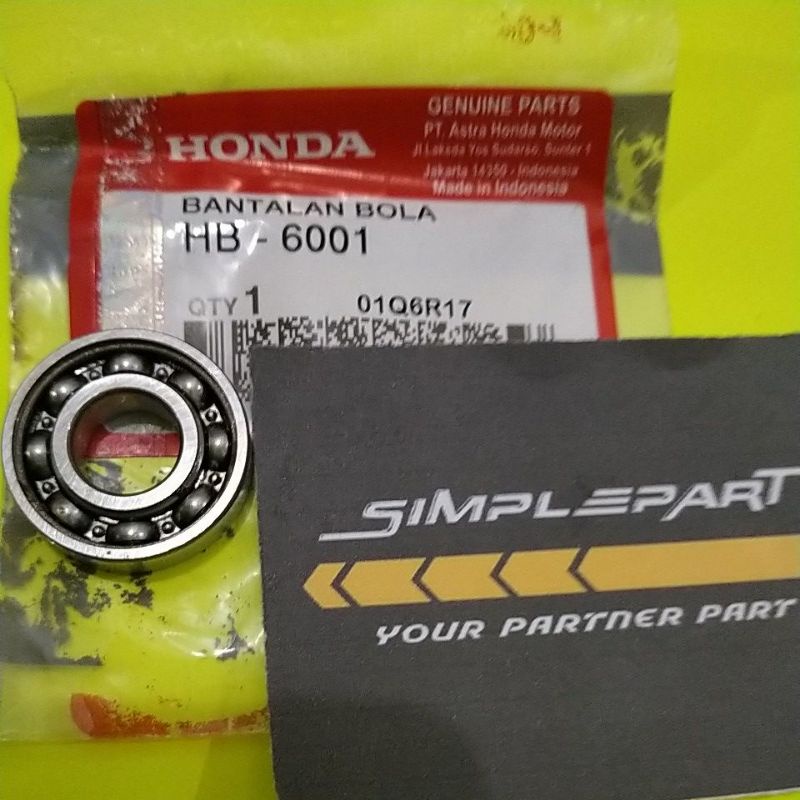 GENUINE PARTS
PT. Astra Honda Motor
Jl Laksda Yos Sudarso, Sunter 1
Jakarta 14350 - Indonesia
Made in Indonesia
HONDA
BANTALAN BOLA
HB - 6001
QTY 1 01Q6R17
SIMPLEPART
YOUR PARTNER PART